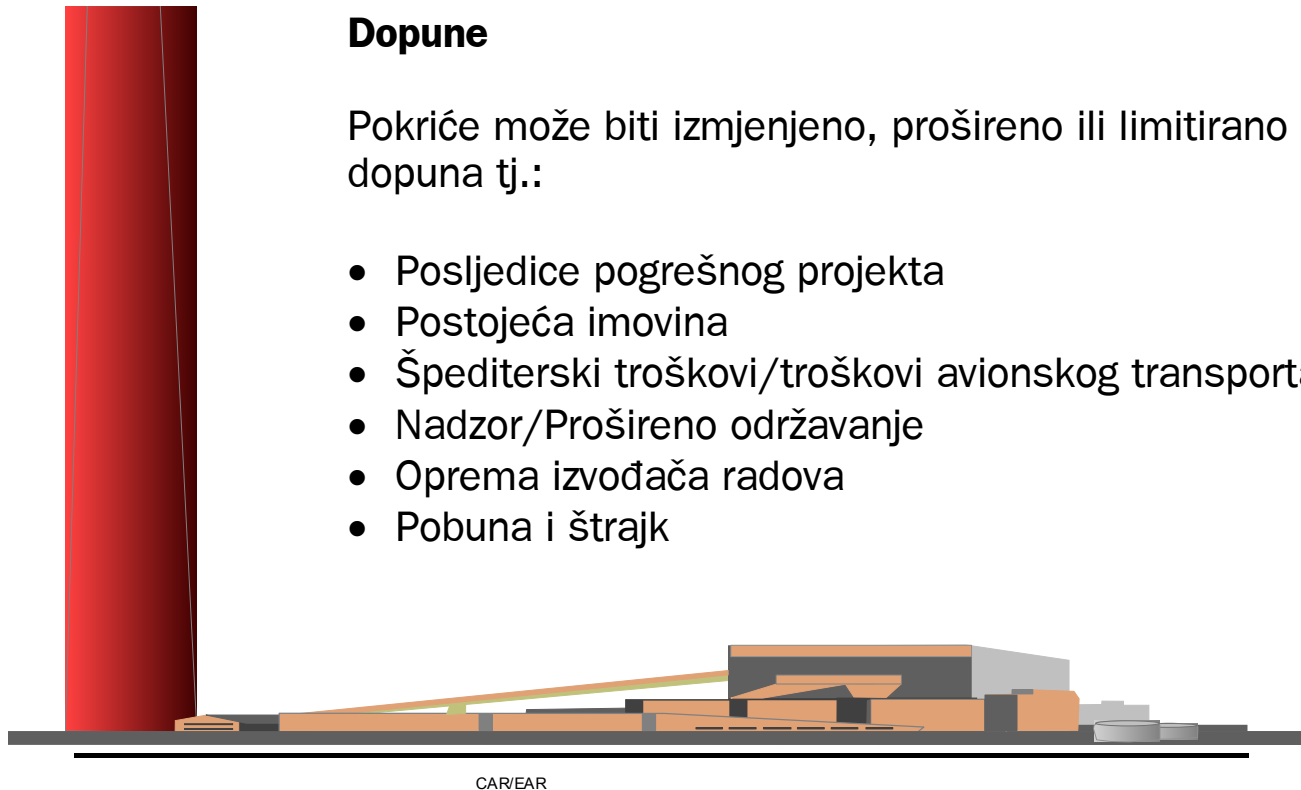 Dopune
Pokriće može biti izmjenjeno, prošireno ili limitirano
dopuna tj.:
• Posljedice pogrešnog projekta
• Postojeća imovina
• Špediterski troškovi/troškovi avionskog transporta
• Nadzor/Prošireno održavanje
• Oprema izvođača radova
• Pobuna i štrajk
CAR/EAR